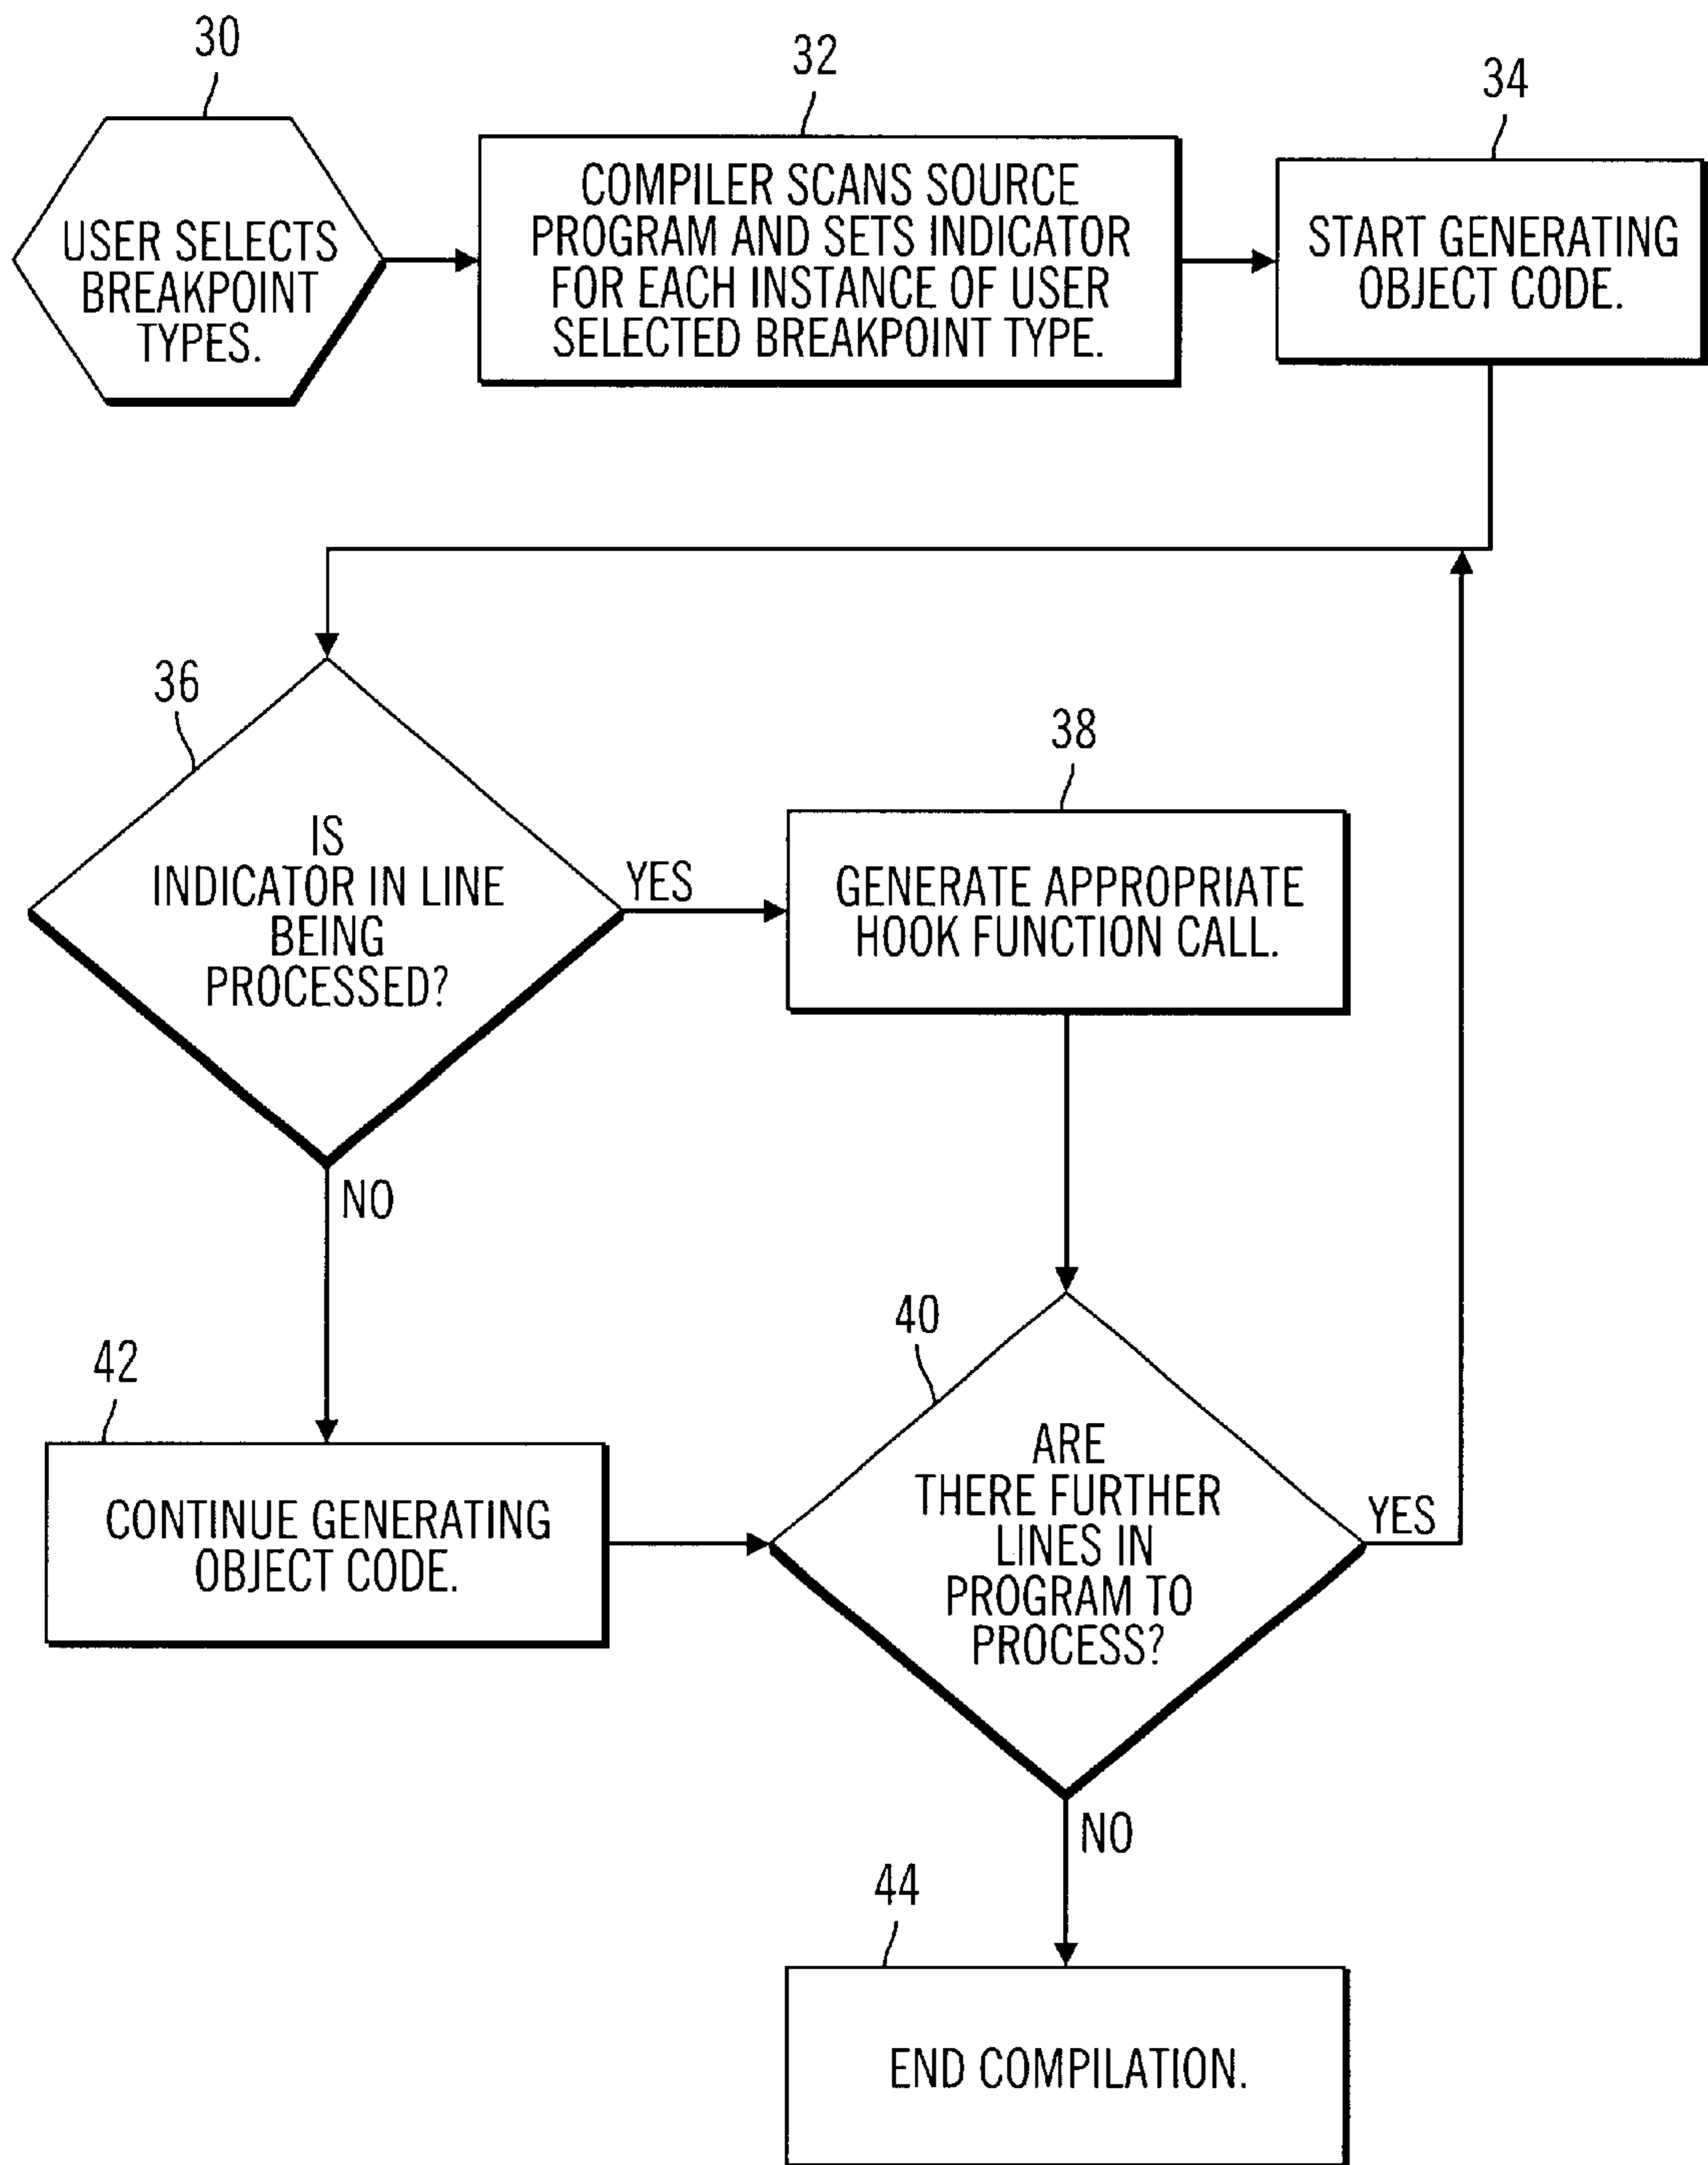 30
USER SELECTS
BREAKPOINT
TYPES.
32
COMPILER SCANS SOURCE
PROGRAM AND SETS INDICATOR
FOR EACH INSTANCE OF USER
SELECTED BREAKPOINT TYPE.
34
START GENERATING
OBJECT CODE.
36
IS
INDICATOR IN LINE
BEING
PROCESSED?
YES
NO
38
GENERATE APPROPRIATE
HOOK FUNCTION CALL.
42
CONTINUE GENERATING
OBJECT CODE.
40
ARE
THERE FURTHER
LINES IN
PROGRAM TO
PROCESS?
YES
NO
44
END COMPILATION.